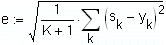 e := √(1/(K + 1) · ∑_k (s_k − y_k)²)